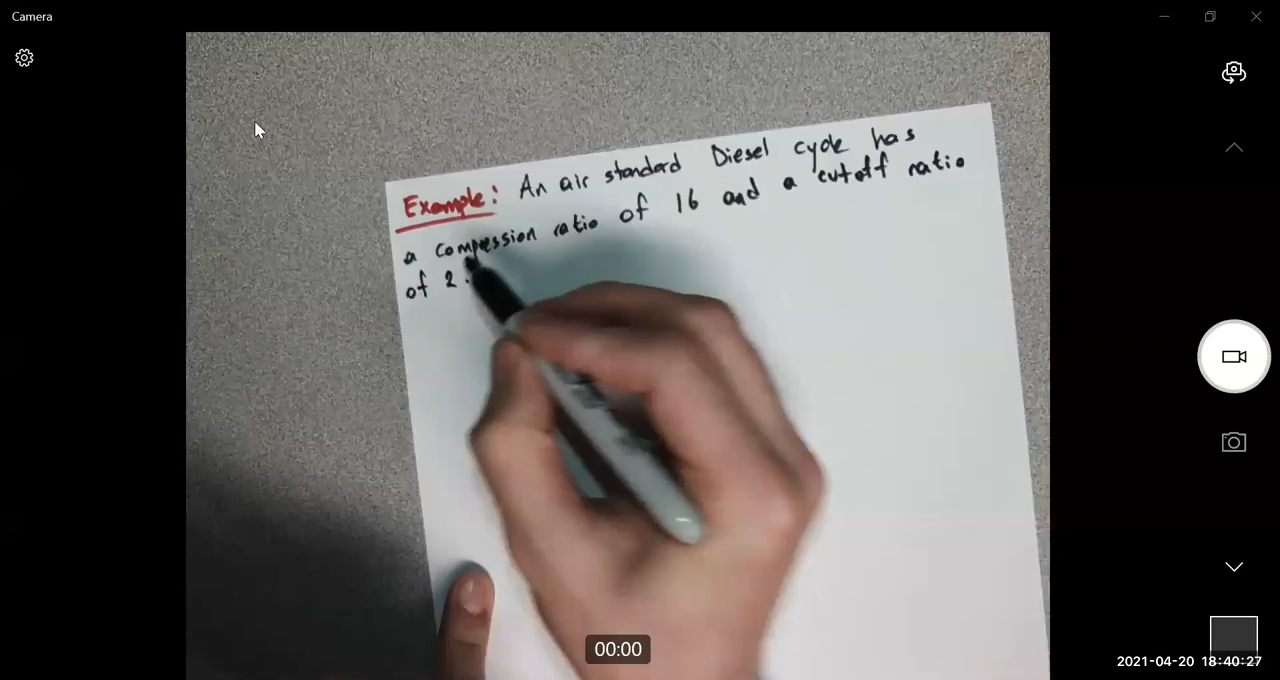 Camera
Example: An air standard Diesel cycle has
a compression ratio of 16 and a cutoff ratio
of 2.
00:00
2021-04-20 18:40:27